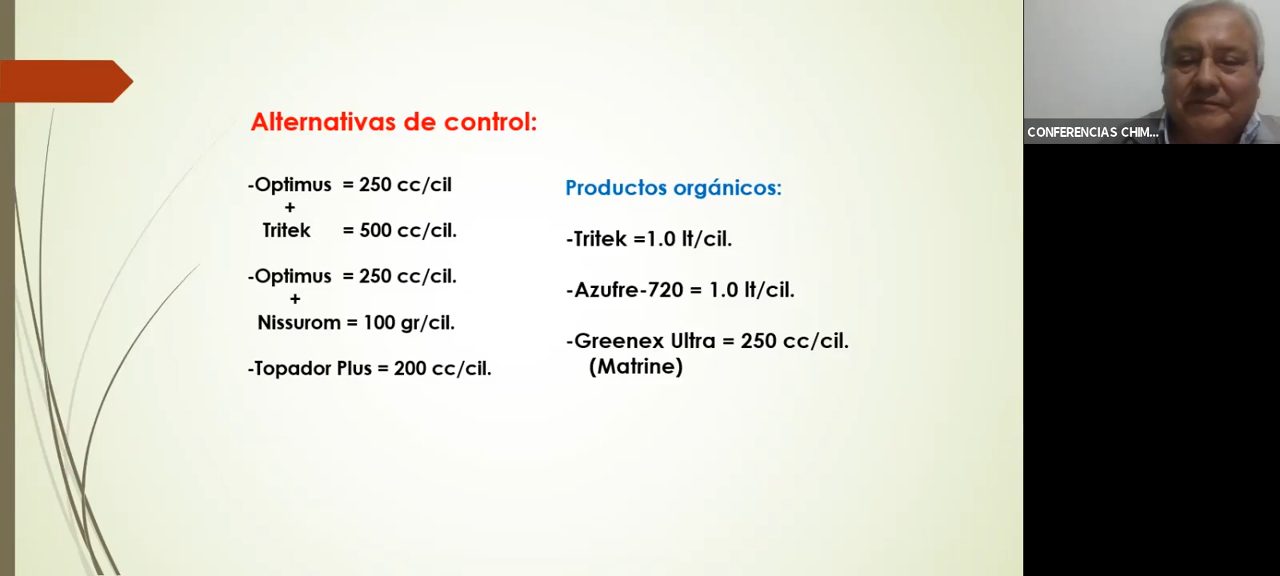 Alternativas de control:
-Optimus = 250 cc/cil
+
Tritek = 500 cc/cil.
-Optimus = 250 cc/cil.
+
Nissurom = 100 gr/cil.
-Topador Plus = 200 cc/cil.
Productos orgánicos:
-Tritek =1.0 lt/cil.
-Azufre-720 = 1.0 lt/cil.
-Greenex Ultra = 250 cc/cil.
(Matrine)
CONFERENCIAS CHIM...